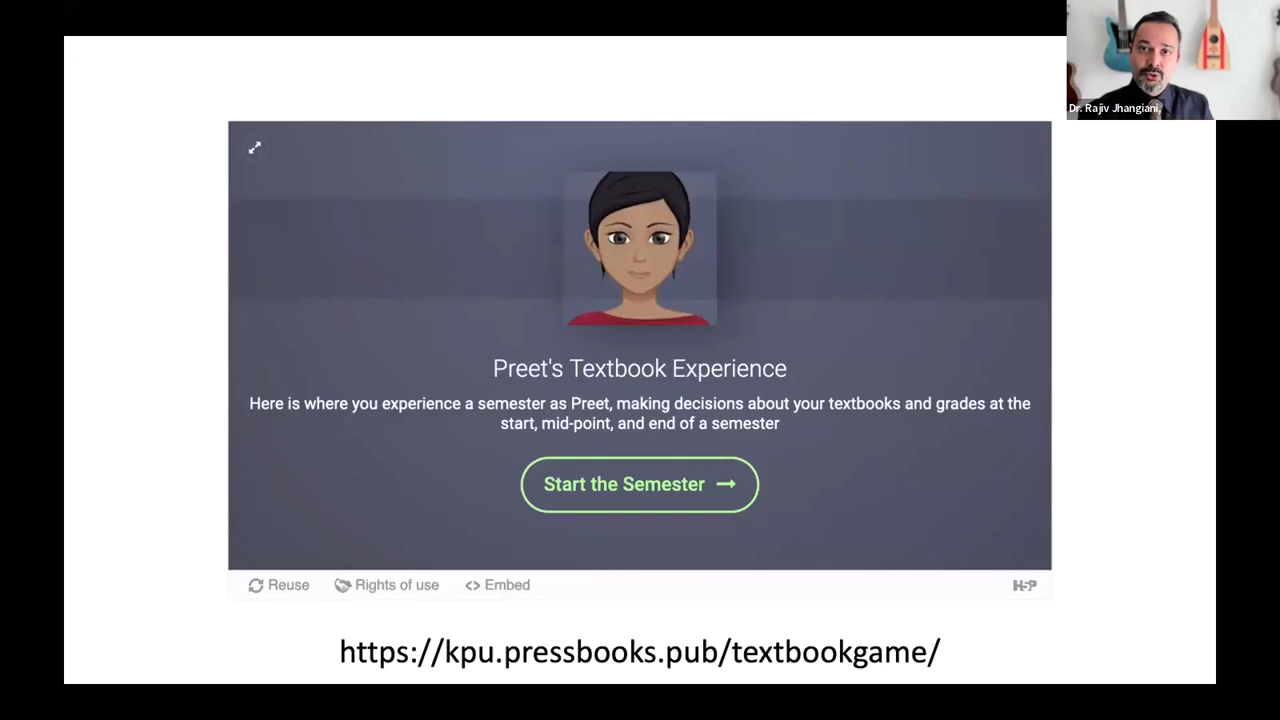 Dr. Rajiv Jhangiani,
Preet's Textbook Experience
Here is where you experience a semester as Preet, making decisions about your textbooks and grades at the
start, mid-point, and end of a semester
Start the Semester →
Reuse
Rights of use
<> Embed
H5P
https://kpu.pressbooks.pub/textbookgame/